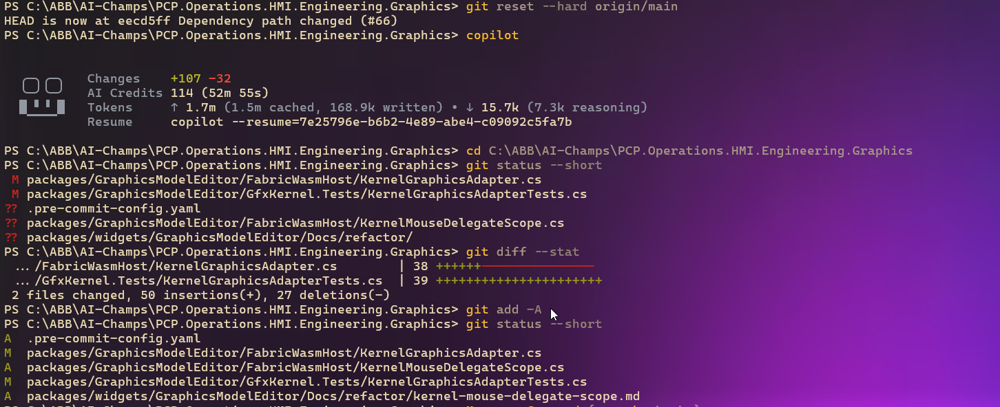 PS C:\ABB\AI-Champs\PCP.Operations.HMI.Engineering.Graphics> git reset --hard origin/main
HEAD is now at eecd5ff Dependency path changed (#66)
PS C:\ABB\AI-Champs\PCP.Operations.HMI.Engineering.Graphics> copilot
Changes +107 -32
AI Credits 114 (52m 55s)
Tokens ↑ 1.7m (1.5m cached, 168.9k written) • ↓ 15.7k (7.3k reasoning)
Resume copilot --resume=7e25796e-b6b2-4e89-abe4-c09092c5fa7b
PS C:\ABB\AI-Champs\PCP.Operations.HMI.Engineering.Graphics> cd C:\ABB\AI-Champs\PCP.Operations.HMI.Engineering.Graphics
PS C:\ABB\AI-Champs\PCP.Operations.HMI.Engineering.Graphics> git status --short
M packages/GraphicsModelEditor/FabricWasmHost/KernelGraphicsAdapter.cs
M packages/GraphicsModelEditor/GfxKernel.Tests/KernelGraphicsAdapterTests.cs
?? .pre-commit-config.yaml
?? packages/GraphicsModelEditor/FabricWasmHost/KernelMouseDelegateScope.cs
?? packages/widgets/GraphicsModelEditor/Docs/refactor/
PS C:\ABB\AI-Champs\PCP.Operations.HMI.Engineering.Graphics> git diff --stat
.../FabricWasmHost/KernelGraphicsAdapter.cs | 38 ++++++---------------
.../GfxKernel.Tests/KernelGraphicsAdapterTests.cs | 39 ++++++++++++++++++++++
2 files changed, 50 insertions(+), 27 deletions(-)
PS C:\ABB\AI-Champs\PCP.Operations.HMI.Engineering.Graphics> git add -A
PS C:\ABB\AI-Champs\PCP.Operations.HMI.Engineering.Graphics> git status --short
A .pre-commit-config.yaml
M packages/GraphicsModelEditor/FabricWasmHost/KernelGraphicsAdapter.cs
A packages/GraphicsModelEditor/FabricWasmHost/KernelMouseDelegateScope.cs
M packages/GraphicsModelEditor/GfxKernel.Tests/KernelGraphicsAdapterTests.cs
A packages/widgets/GraphicsModelEditor/Docs/refactor/kernel-mouse-delegate-scope.md